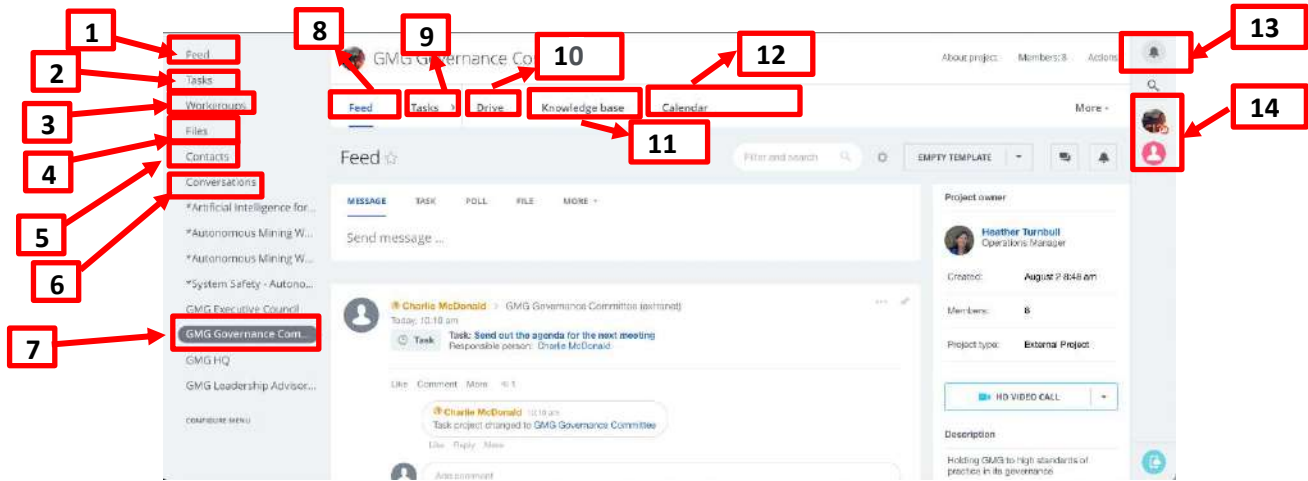 1
2
3
4
5
6
7
8
9
10
11
12
13
14
Feed
Tasks
Workgroups
Files
Contacts
Conversations
*Artificial Intelligence for...
*Autonomous Mining W...
*Autonomous Mining W...
*System Safety - Autono...
GMG Executive Council
GMG Governance Com...
GMG HQ
GMG Leadership Advisor...
CONFIGURE MENU
GMG Governance Co
About project Members: 8 Actions
Feed Tasks Drive Knowledge base Calendar More
Feed
Filter and search
EMPTY TEMPLATE
MESSAGE TASK POLL FILE MORE
Send message ...
Charlie McDonald > GMG Governance Committee (extranet)
Today, 10:18 am
Task
Task: Send out the agenda for the next meeting
Responsible person: Charlie McDonald
Like Comment More 1
Charlie McDonald 10:18 am
Task project changed to GMG Governance Committee
Like Reply More
Add comment
Project owner
Heather Turnbull
Operations Manager
Created: August 2 8:48 am
Members: 8
Project type: External Project
HD VIDEO CALL
Description
Holding GMG to high standards of
practice in its governance